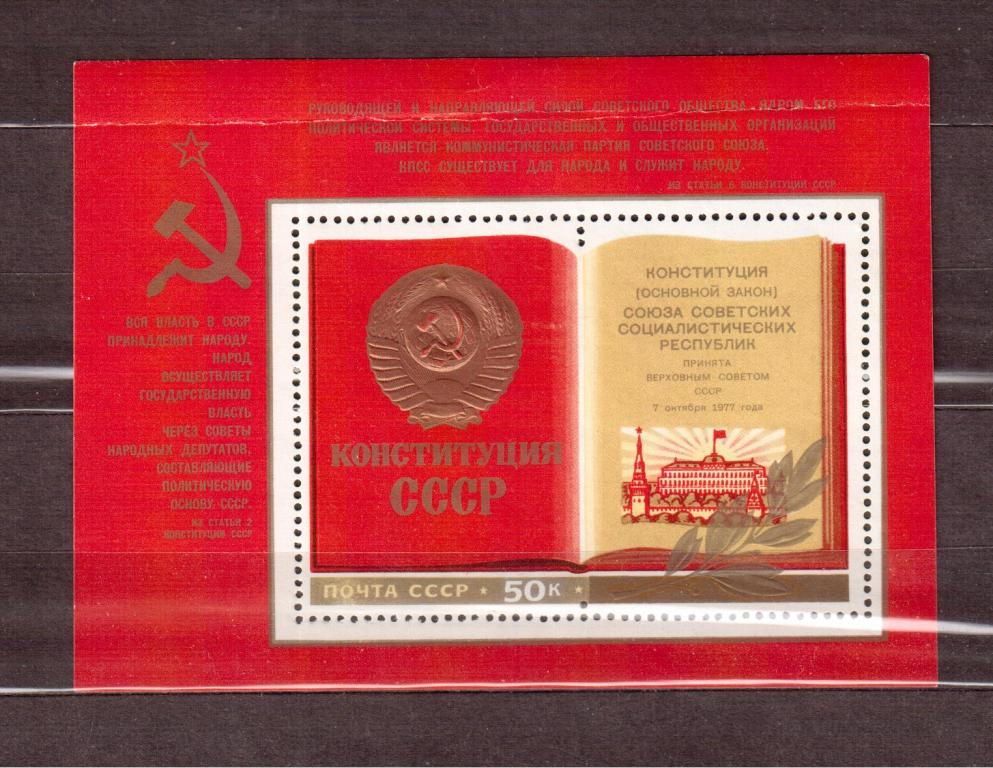 РУКОВОДЯЩЕЙ И НАПРАВЛЯЮЩЕЙ СИЛОЙ СОВЕТСКОГО ОБЩЕСТВА, ЯДРОМ ЕГО
ПОЛИТИЧЕСКОЙ СИСТЕМЫ, ГОСУДАРСТВЕННЫХ И ОБЩЕСТВЕННЫХ ОРГАНИЗАЦИЙ
ЯВЛЯЕТСЯ КОММУНИСТИЧЕСКАЯ ПАРТИЯ СОВЕТСКОГО СОЮЗА.
КПСС СУЩЕСТВУЕТ ДЛЯ НАРОДА И СЛУЖИТ НАРОДУ.
ИЗ СТАТЬИ 6 КОНСТИТУЦИИ СССР
ВСЯ ВЛАСТЬ В СССР
ПРИНАДЛЕЖИТ НАРОДУ.
НАРОД
ОСУЩЕСТВЛЯЕТ
ГОСУДАРСТВЕННУЮ
ВЛАСТЬ
ЧЕРЕЗ СОВЕТЫ
НАРОДНЫХ ДЕПУТАТОВ,
СОСТАВЛЯЮЩИЕ
ПОЛИТИЧЕСКУЮ
ОСНОВУ СССР.
ИЗ СТАТЬИ 2
КОНСТИТУЦИИ СССР
КОНСТИТУЦИЯ
СССР
КОНСТИТУЦИЯ
(ОСНОВНОЙ ЗАКОН)
СОЮЗА СОВЕТСКИХ
СОЦИАЛИСТИЧЕСКИХ
РЕСПУБЛИК
ПРИНЯТА
ВЕРХОВНЫМ СОВЕТОМ
СССР
7 октября 1977 года
ПОЧТА СССР ★ 50К ★